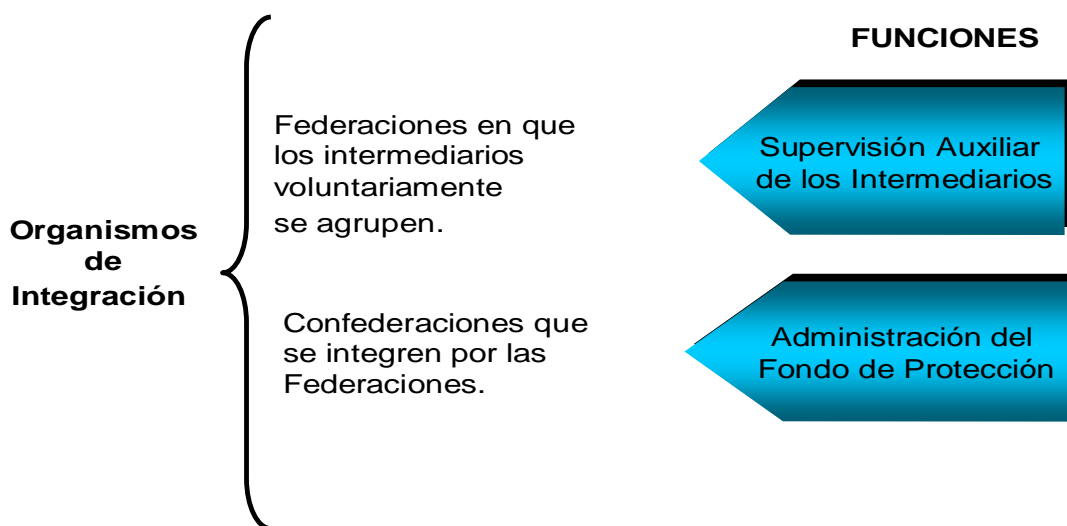 FUNCIONES
Federaciones en que
los intermediarios
voluntariamente
se agrupen.
Supervisión Auxiliar
de los Intermediarios
Organismos
de
Integración
Confederaciones que
se integren por las
Federaciones.
Administración del
Fondo de Protección